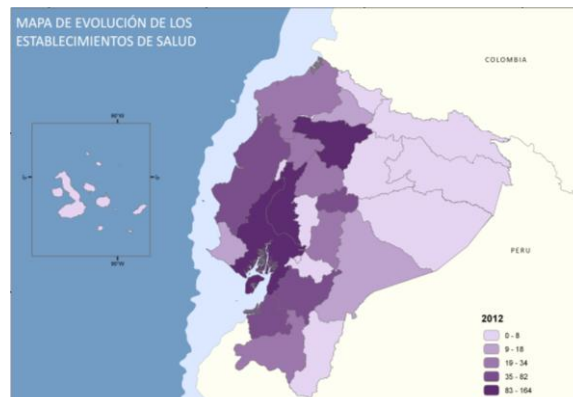 MAPA DE EVOLUCIÓN DE LOS
ESTABLECIMIENTOS DE SALUD
COLOMBIA
PERU
2012
0 - 8
9 - 18
19 - 34
35 - 82
83 - 164